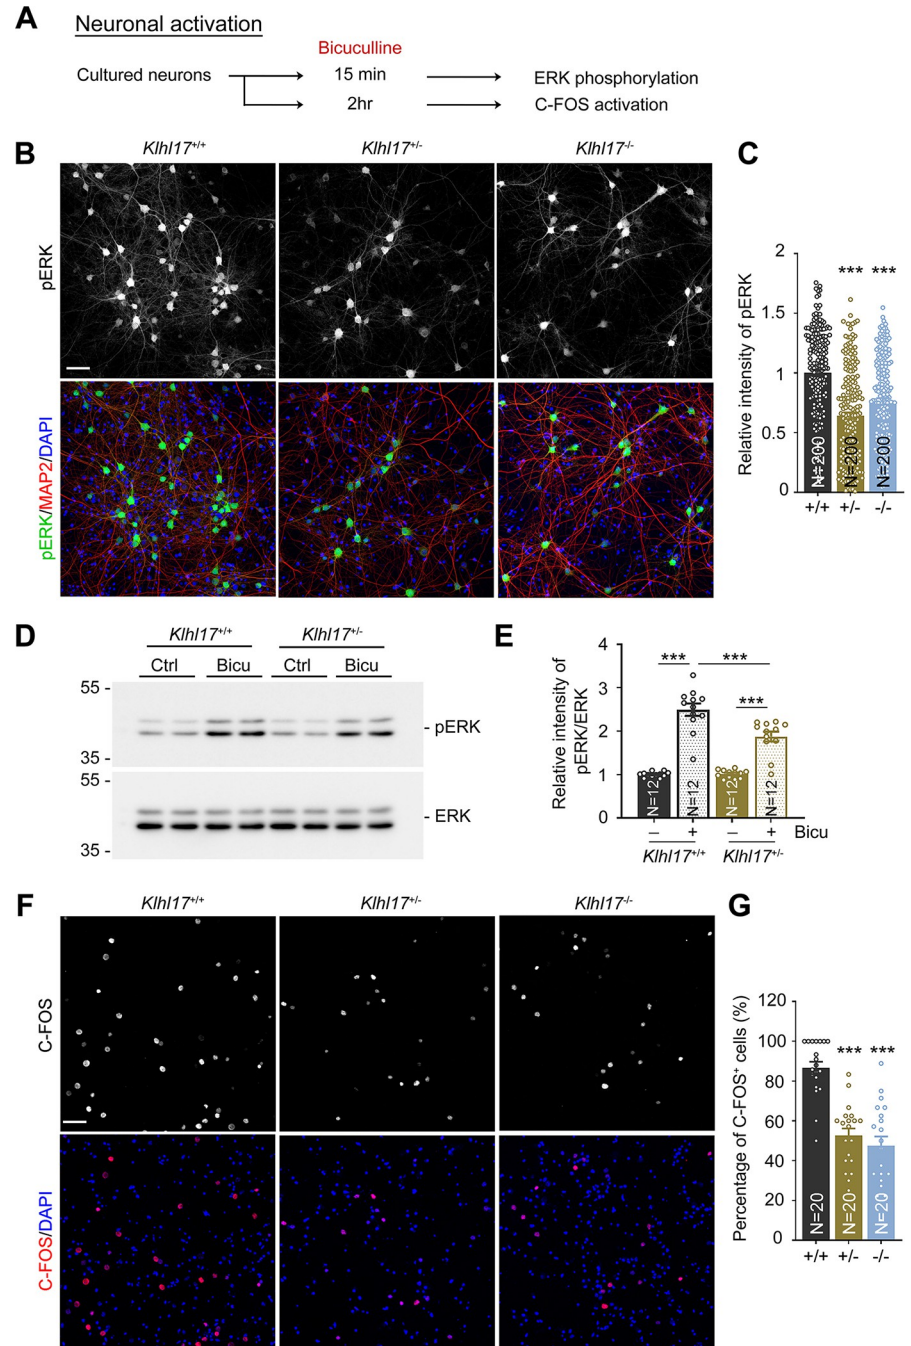 A
Neuronal activation
Bicuculline
Cultured neurons
15 min
ERK phosphorylation
2hr
C-FOS activation
B
Klhl17+/+
Klhl17+/-
Klhl17-/-
pERK
pERK/MAP2/DAPI
C
Relative intensity of pERK
2
1.5
1
0.5
0
***
***
N=200
N=200
N=200
+/+
+/-
-/-
D
Klhl17+/+
Klhl17+/-
Ctrl
Bicu
Ctrl
Bicu
55 -
- pERK
35 -
55 -
- ERK
35 -
E
Relative intensity of
pERK/ERK
4
3
2
1
0
***
***
***
N=12
N=12
N=12
N=12
–
+
–
+
Bicu
Klhl17+/+
Klhl17+/-
F
Klhl17+/+
Klhl17+/-
Klhl17-/-
C-FOS
C-FOS/DAPI
G
Percentage of C-FOS+ cells (%)
120
100
80
60
40
20
0
***
***
N=20
N=20
N=20
+/+
+/-
-/-